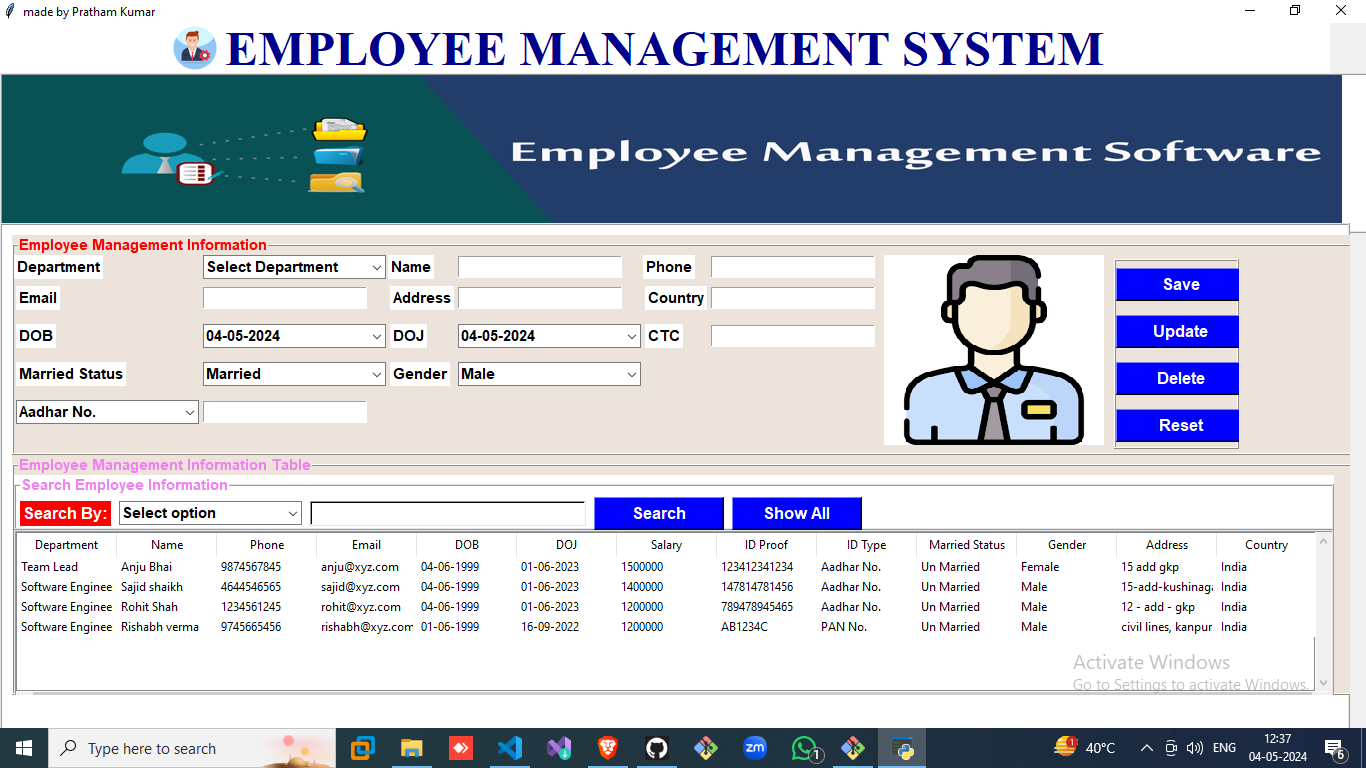 made by Pratham Kumar
EMPLOYEE MANAGEMENT SYSTEM
Employee Management Software
Employee Management Information
Department Select Department Name Phone
Email Address Country
DOB 04-05-2024 DOJ 04-05-2024 CTC
Married Status Married Gender Male
Aadhar No.
Save
Update
Delete
Reset
Employee Management Information Table
Search Employee Information
Search By: Select option Search Show All
Department Name Phone Email DOB DOJ Salary ID Proof ID Type Married Status Gender Address Country
Team Lead Anju Bhai 9874567845 anju@xyz.com 04-06-1999 01-06-2023 1500000 123412341234 Aadhar No. Un Married Female 15 add gkp India
Software Enginee Sajid shaikh 4644546565 sajid@xyz.com 04-06-1999 01-06-2023 1400000 147814781456 Aadhar No. Un Married Male 15-add-kushinaga India
Software Enginee Rohit Shah 1234561245 rohit@xyz.com 04-06-1999 01-06-2023 1200000 789478945465 Aadhar No. Un Married Male 12 - add - gkp India
Software Enginee Rishabh verma 9745665456 rishabh@xyz.com 01-06-1999 16-09-2022 1200000 AB1234C PAN No. Un Married Male civil lines, kanpur India
Activate Windows
Go to Settings to activate Windows.
Type here to search
zm
1
1
40°C
ENG
12:37
04-05-2024
6